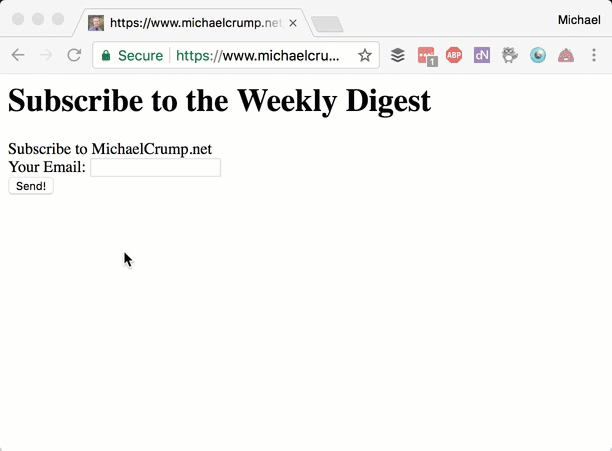 https://www.michaelcrump.net
Michael
Secure https://www.michaelcru...
1
ABP
dN
Subscribe to the Weekly Digest
Subscribe to MichaelCrump.net
Your Email:
Send!